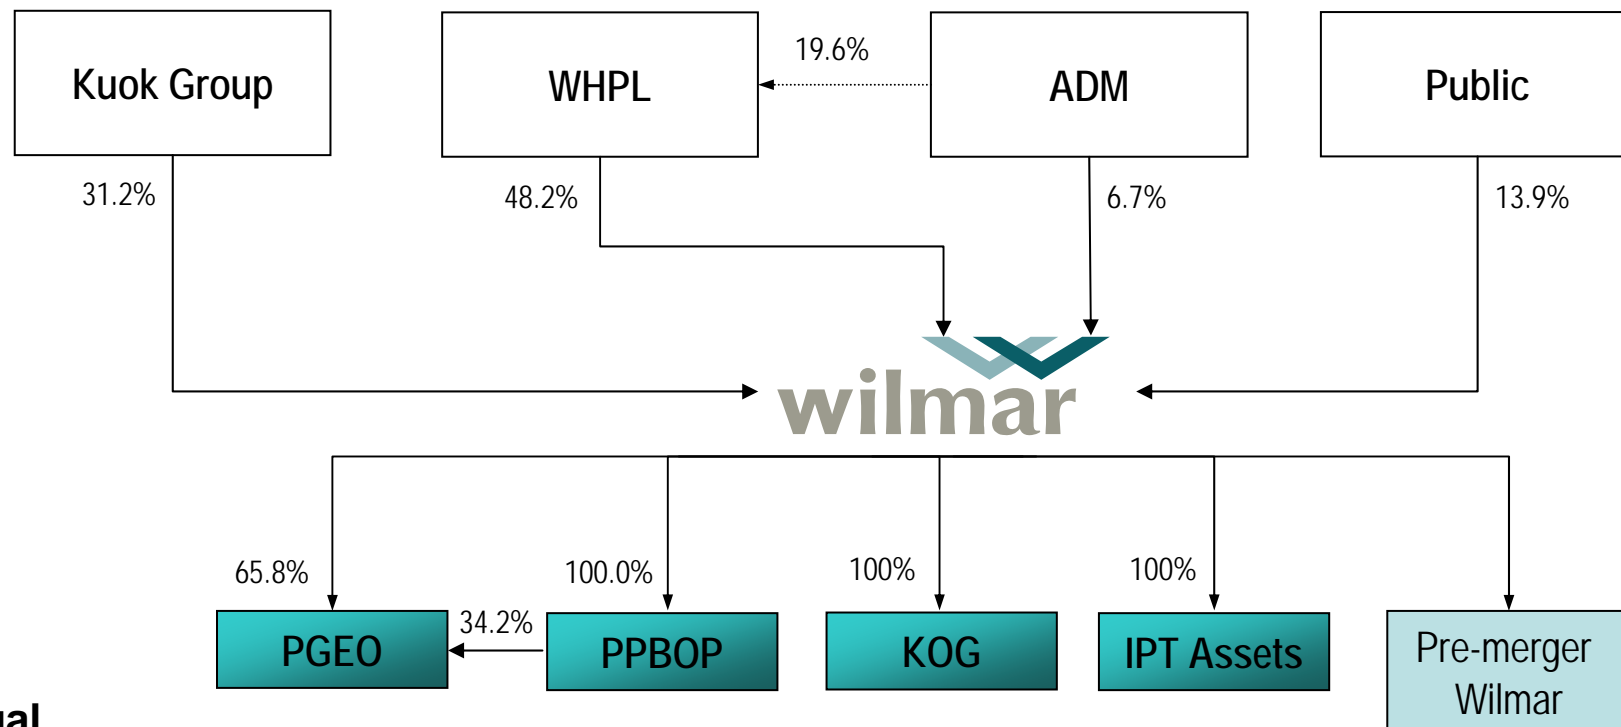 19.6%
Kuok Group
WHPL
ADM
Public
31.2%
48.2%
6.7%
13.9%
wilmar
65.8%
100.0%
100%
100%
34.2%
PGEO
PPBOP
KOG
IPT Assets
Pre-merger
Wilmar